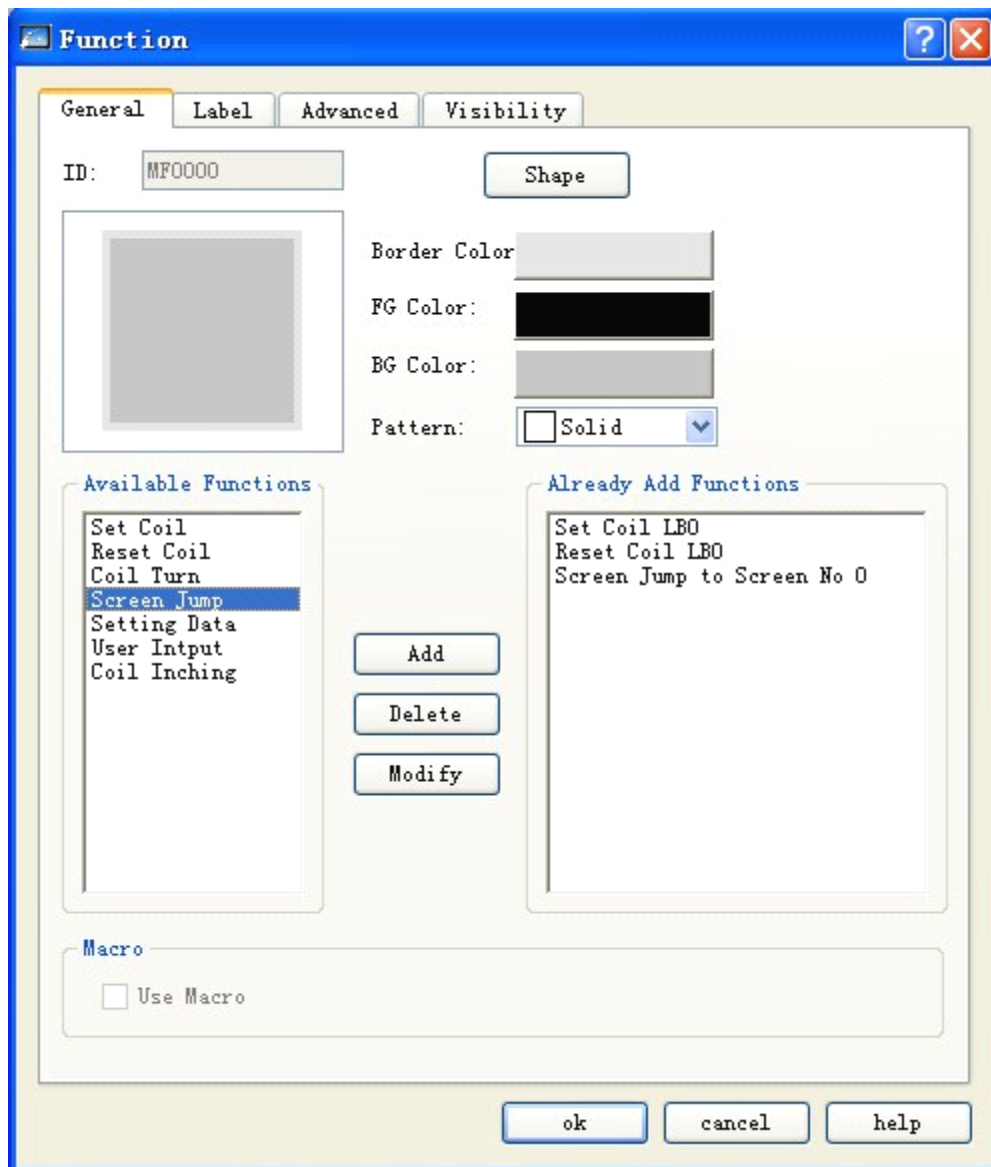 Function
General Label Advanced Visibility
ID: MF0000 Shape
Border Color
FG Color:
BG Color:
Pattern: Solid
Available Functions
Set Coil
Reset Coil
Coil Turn
Screen Jump
Setting Data
User Intput
Coil Inching
Add
Delete
Modify
Already Add Functions
Set Coil LB0
Reset Coil LB0
Screen Jump to Screen No 0
Macro
Use Macro
ok cancel help